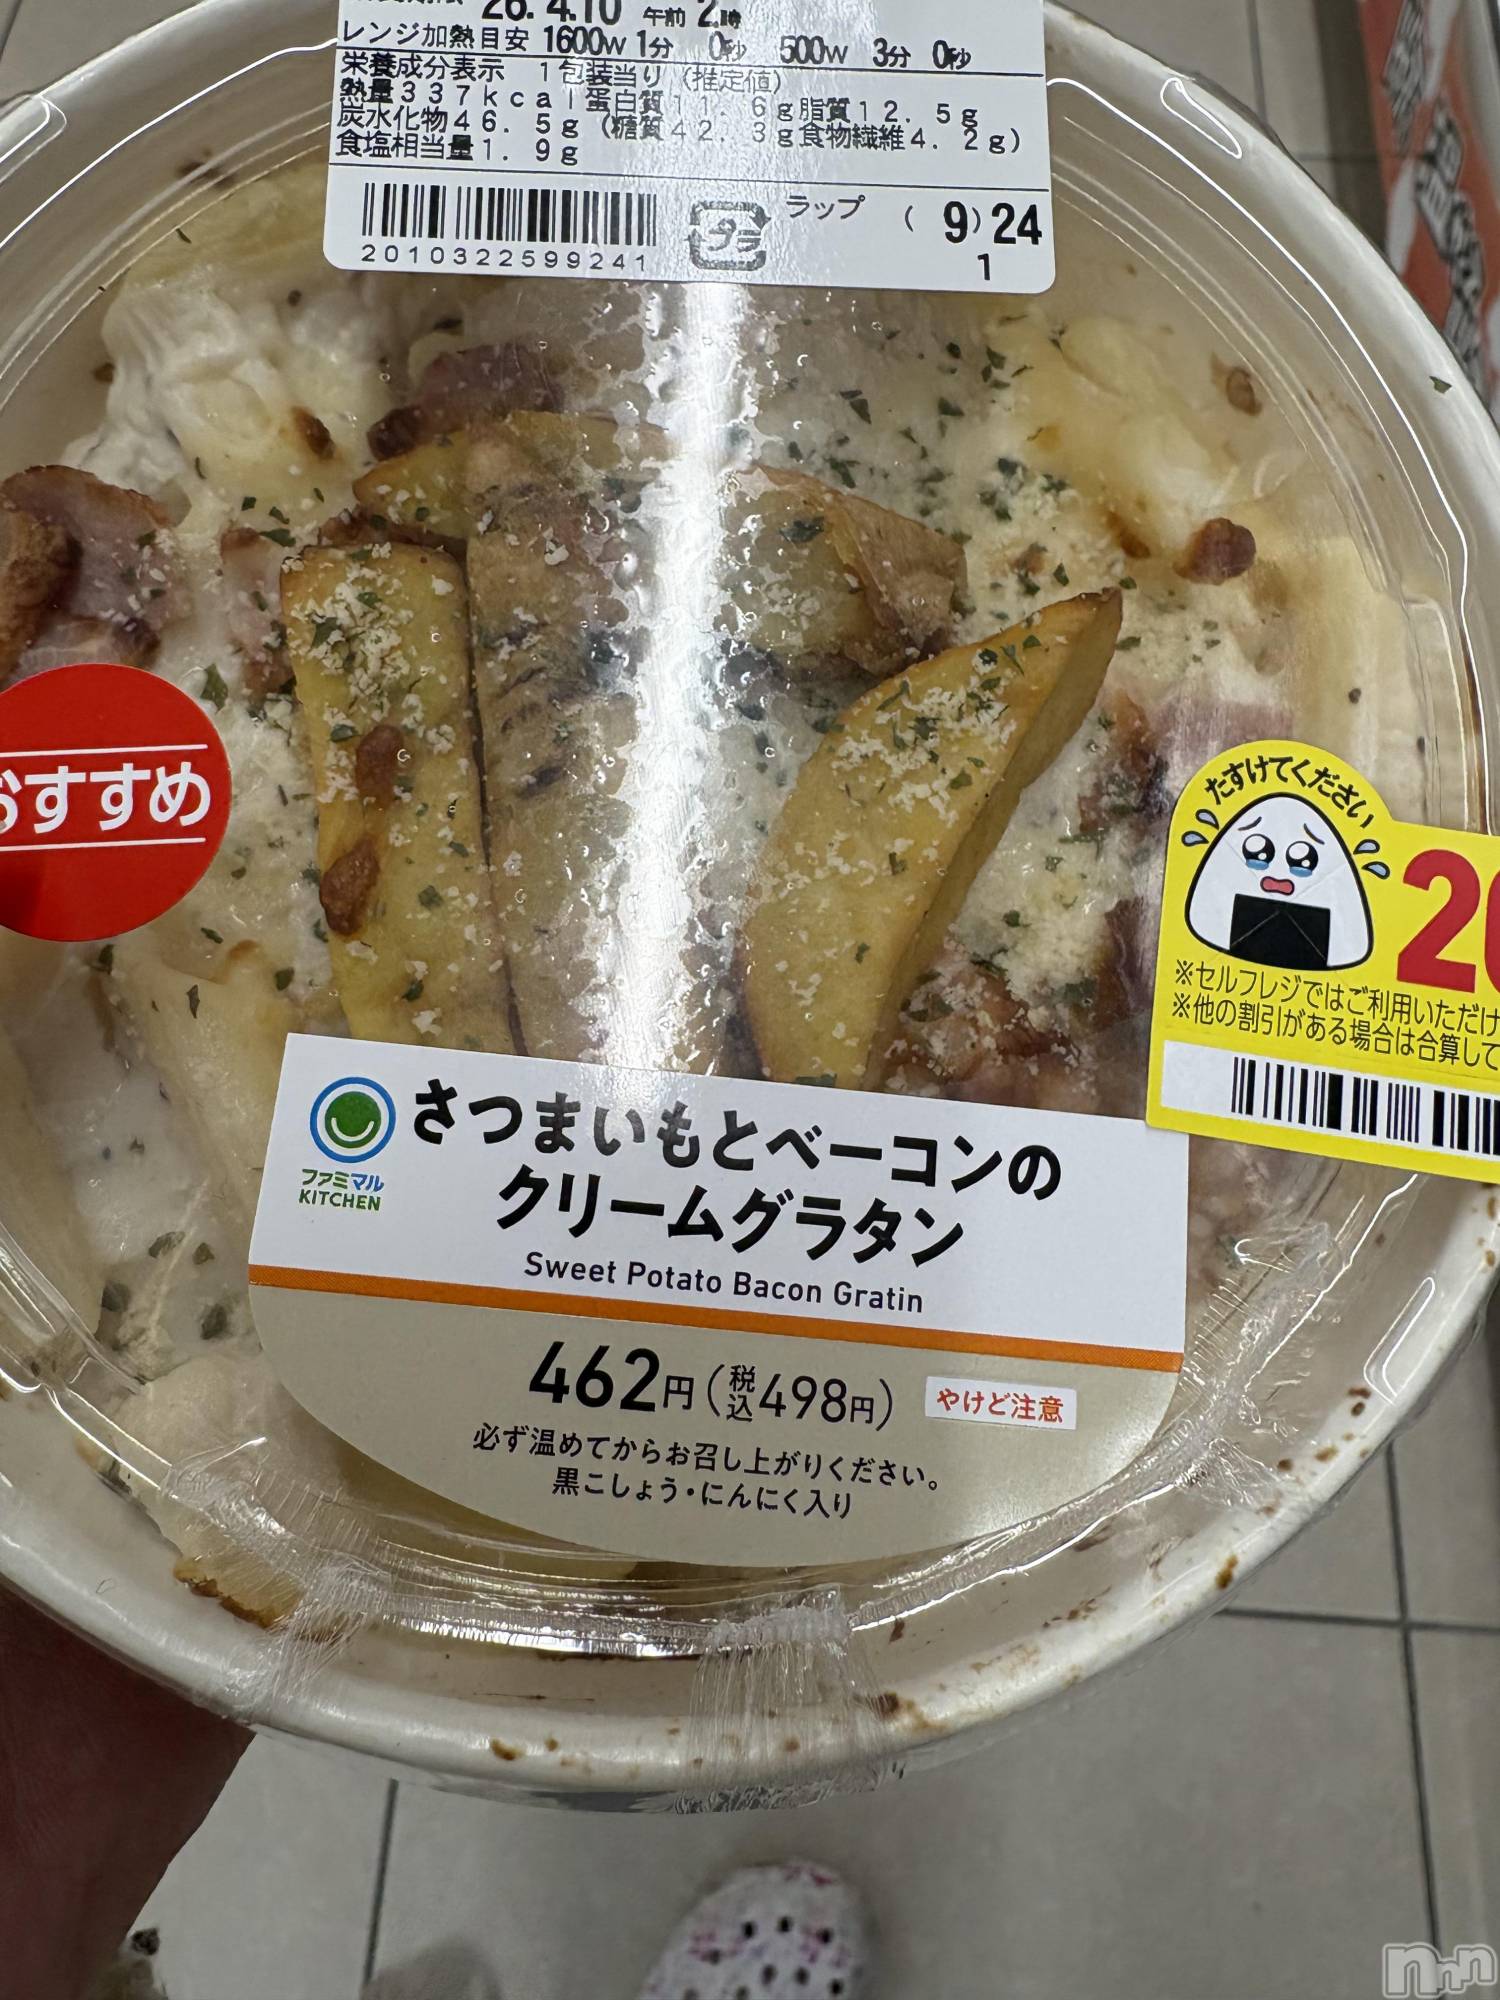 26.4.10 午前 2時
レンジ加熱目安 1600W 1分 0秒 500W 3分 0秒
栄養成分表示 1包装当り (推定値)
熱量337kcal 蛋白質11.6g 脂質12.5g
炭水化物46.5g (糖質42.3g 食物繊維4.2g)
食塩相当量1.9g
ラップ
プラ
(9)24
1
2010322599241
おすすめ
たすけてください
20
※セルフレジではご利用いただけ
※他の割引がある場合は合算して
ファミマル
KITCHEN
さつまいもとベーコンの
クリームグラタン
Sweet Potato Bacon Gratin
462円(税込498円)
やけど注意
必ず温めてからお召し上がりください。
黒こしょう・にんにく入り
nnn